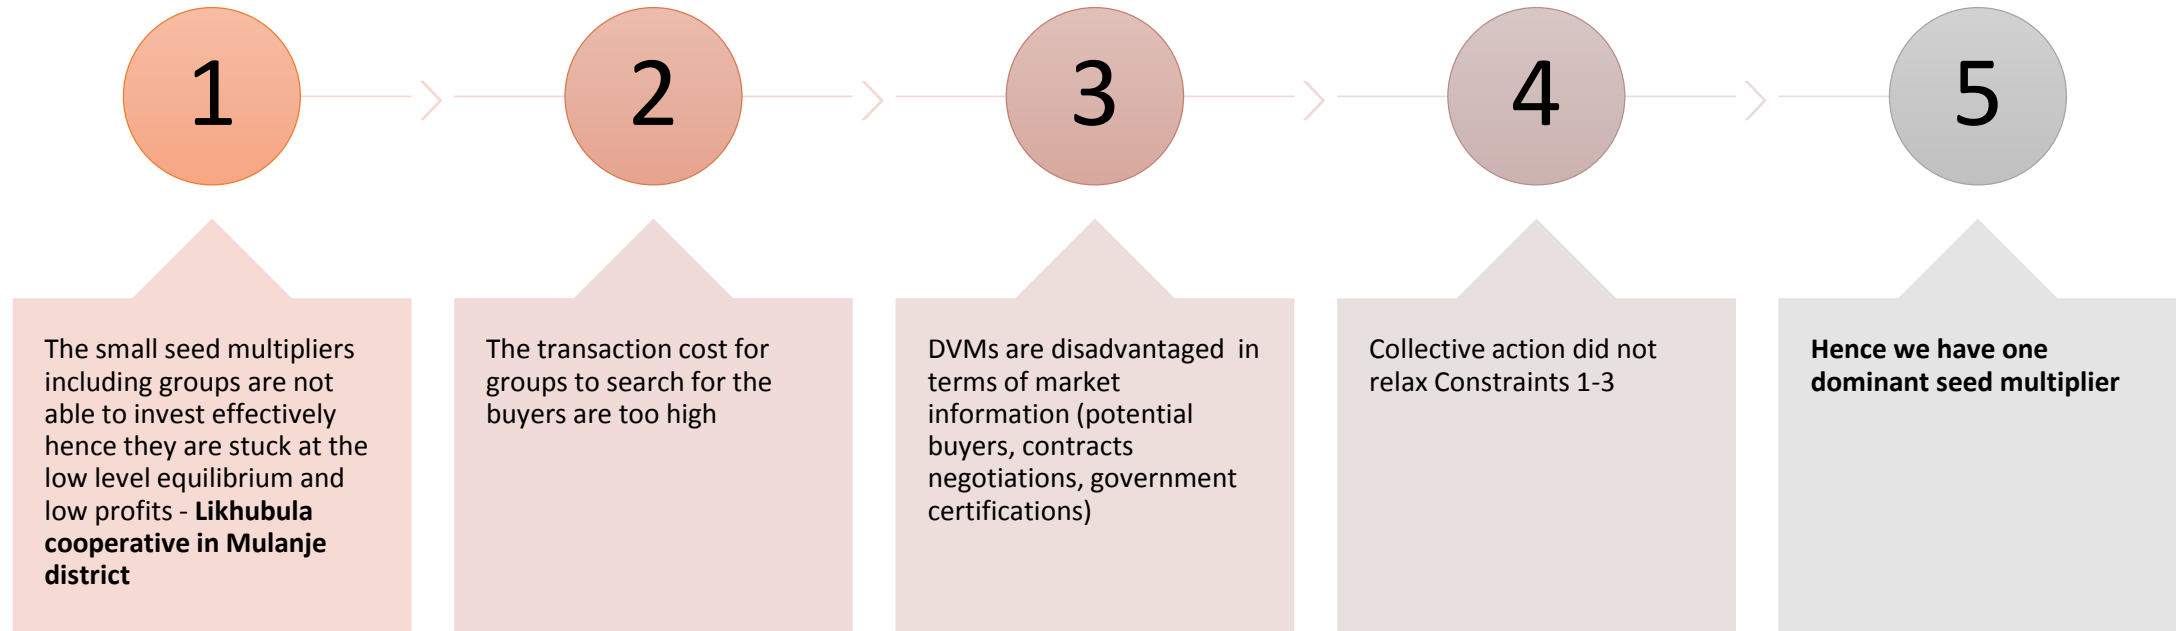 1
The small seed multipliers
including groups are not
able to invest effectively
hence they are stuck at the
low level equilibrium and
low profits - Likhubula
cooperative in Mulanje
district
2
The transaction cost for
groups to search for the
buyers are too high
3
DVMs are disadvantaged  in
terms of market
information (potential
buyers, contracts
negotiations, government
certifications)
4
Collective action did not
relax Constraints 1-3
5
Hence we have one
dominant seed multiplier